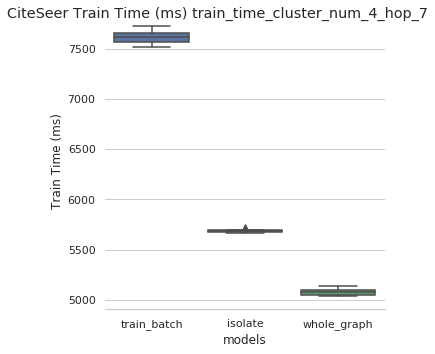 CiteSeer Train Time (ms) train_time_cluster_num_4_hop_7
7500
7000
6500
6000
5500
5000
Train Time (ms)
train_batch isolate whole_graph
models